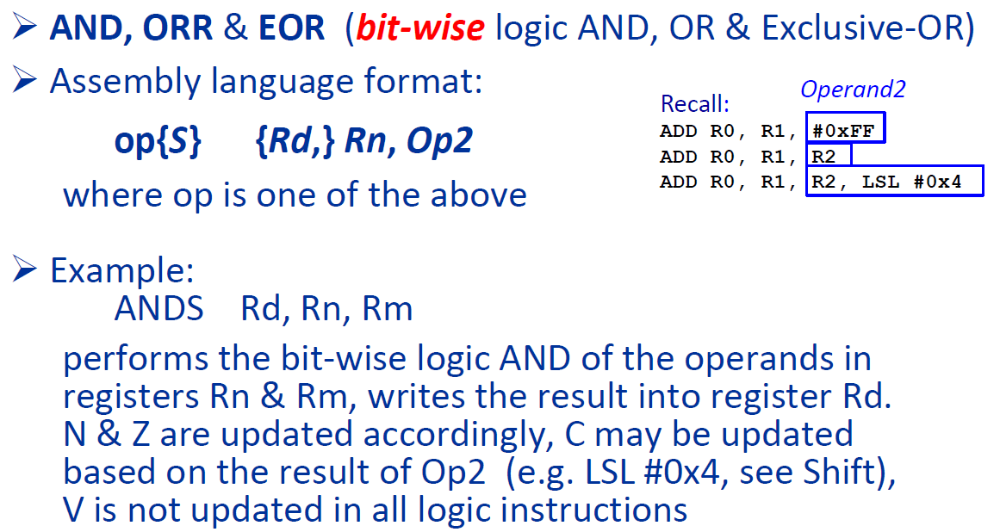 ➢ AND, ORR & EOR (bit-wise logic AND, OR & Exclusive-OR)
➢ Assembly language format:
op{S} {Rd,} Rn, Op2
where op is one of the above
Operand2
Recall:
ADD R0, R1, #0xFF
ADD R0, R1, R2
ADD R0, R1, R2, LSL #0x4
➢ Example:
ANDS Rd, Rn, Rm
performs the bit-wise logic AND of the operands in
registers Rn & Rm, writes the result into register Rd.
N & Z are updated accordingly, C may be updated
based on the result of Op2 (e.g. LSL #0x4, see Shift),
V is not updated in all logic instructions